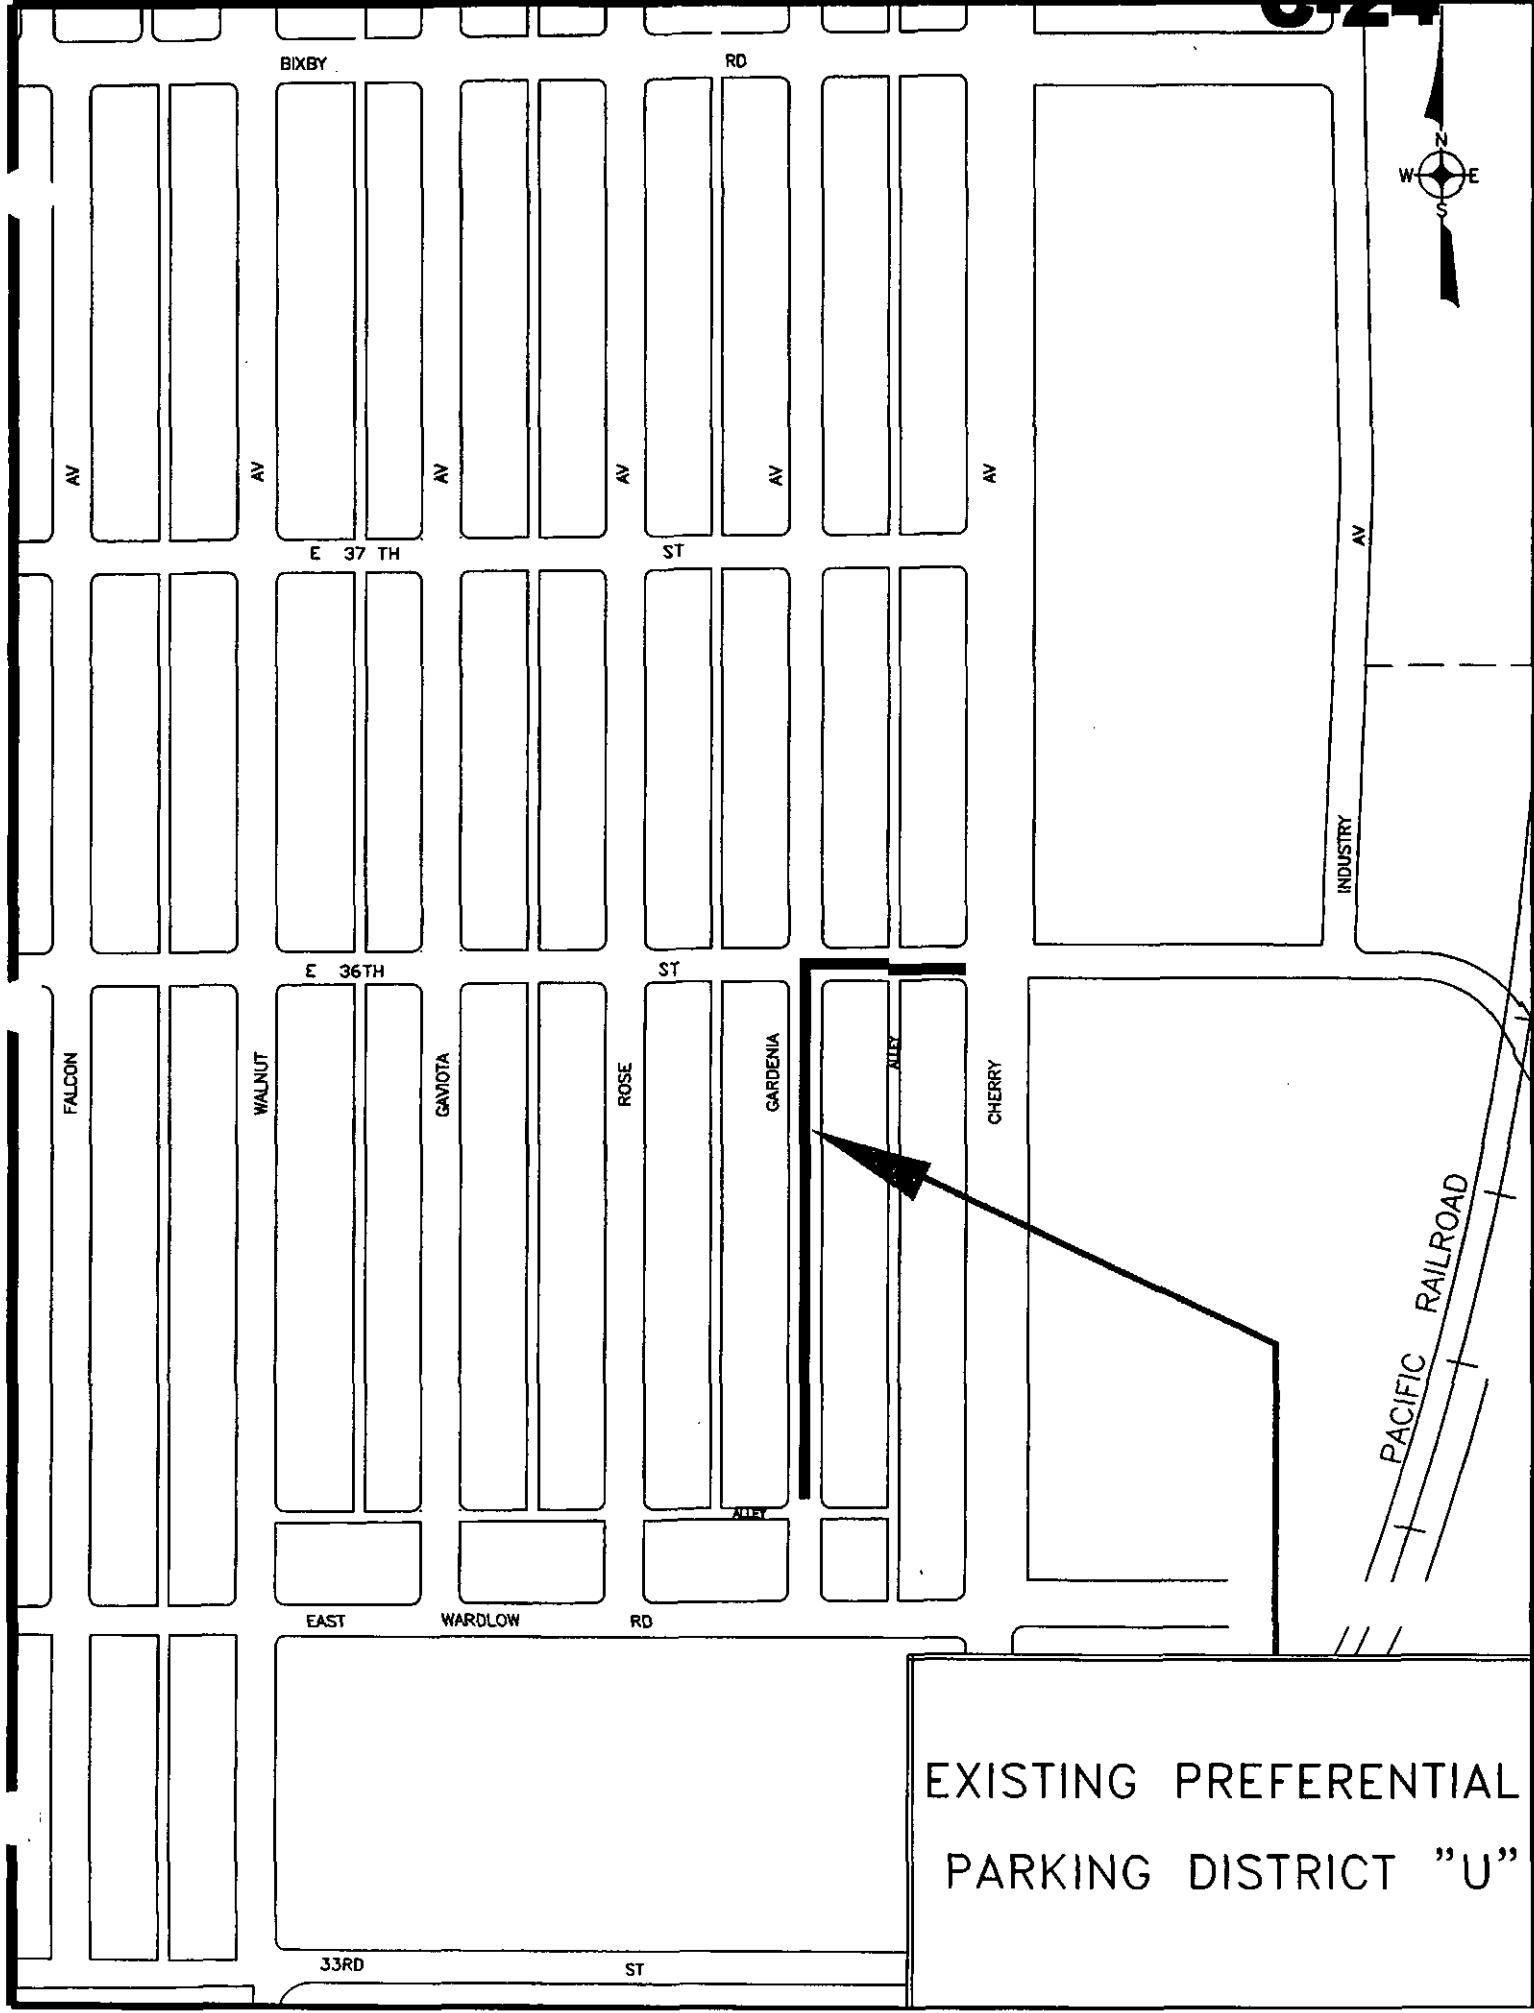 C-24
BIXBY RD
N
W E
S
AV AV AV AV AV AV
AV
E 37 TH ST
INDUSTRY
E 36TH ST
FALCON WALNUT GAVIOTA ROSE GARDENIA ALLEY CHERRY
PACIFIC RAILROAD
ALLEY
EAST WARDLOW RD
EXISTING PREFERENTIAL
PARKING DISTRICT "U"
33RD ST